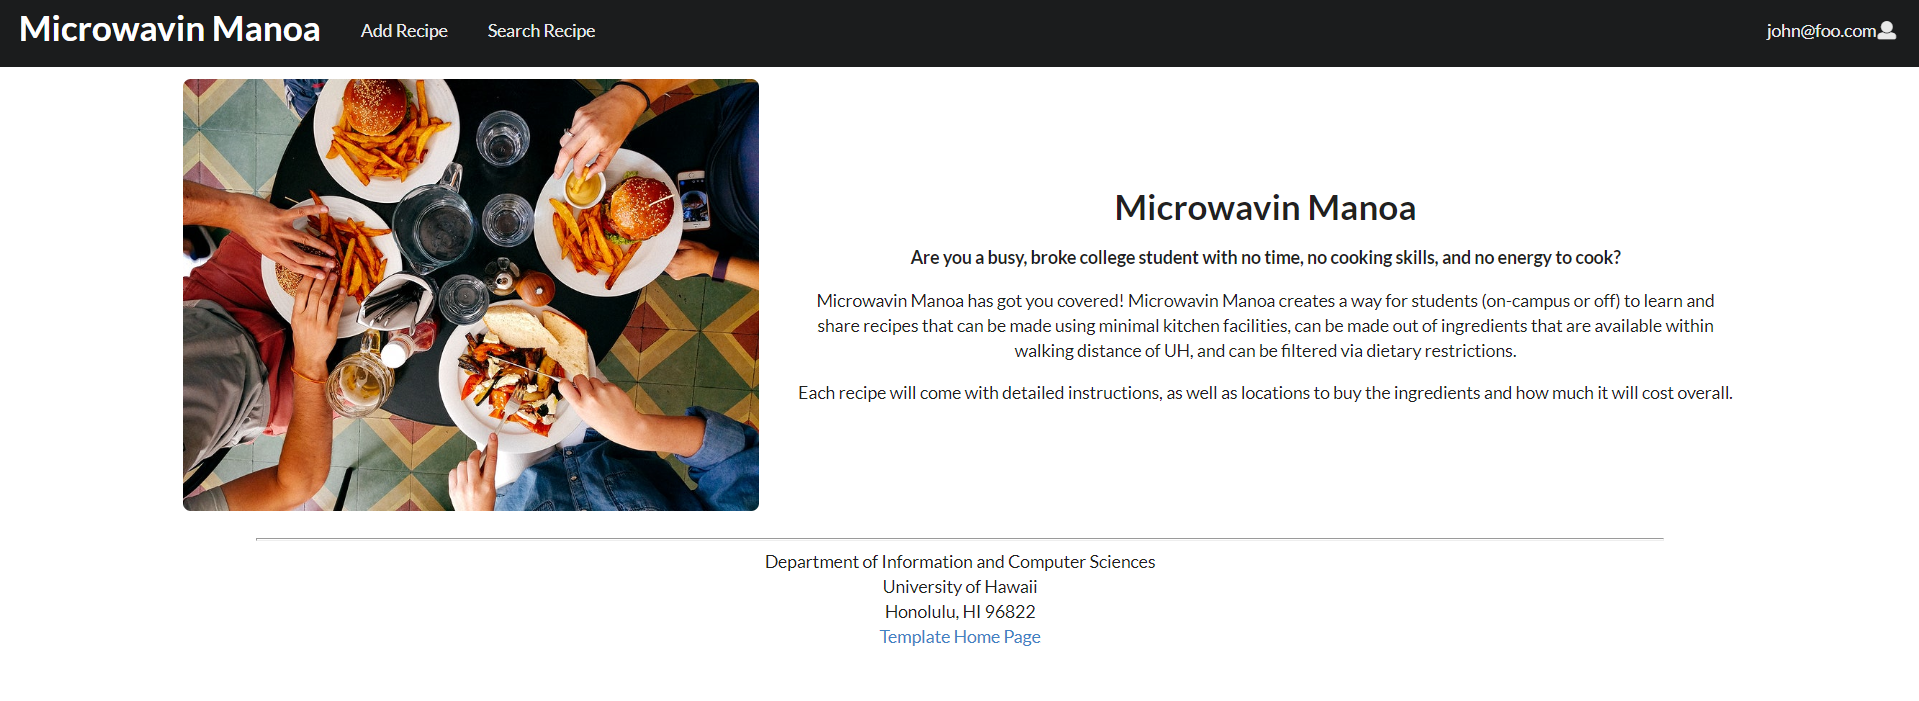 Microwavin Manoa Add Recipe Search Recipe john@foo.com
Microwavin Manoa
Are you a busy, broke college student with no time, no cooking skills, and no energy to cook?
Microwavin Manoa has got you covered! Microwavin Manoa creates a way for students (on-campus or off) to learn and
share recipes that can be made using minimal kitchen facilities, can be made out of ingredients that are available within
walking distance of UH, and can be filtered via dietary restrictions.
Each recipe will come with detailed instructions, as well as locations to buy the ingredients and how much it will cost overall.
Department of Information and Computer Sciences
University of Hawaii
Honolulu, HI 96822
Template Home Page